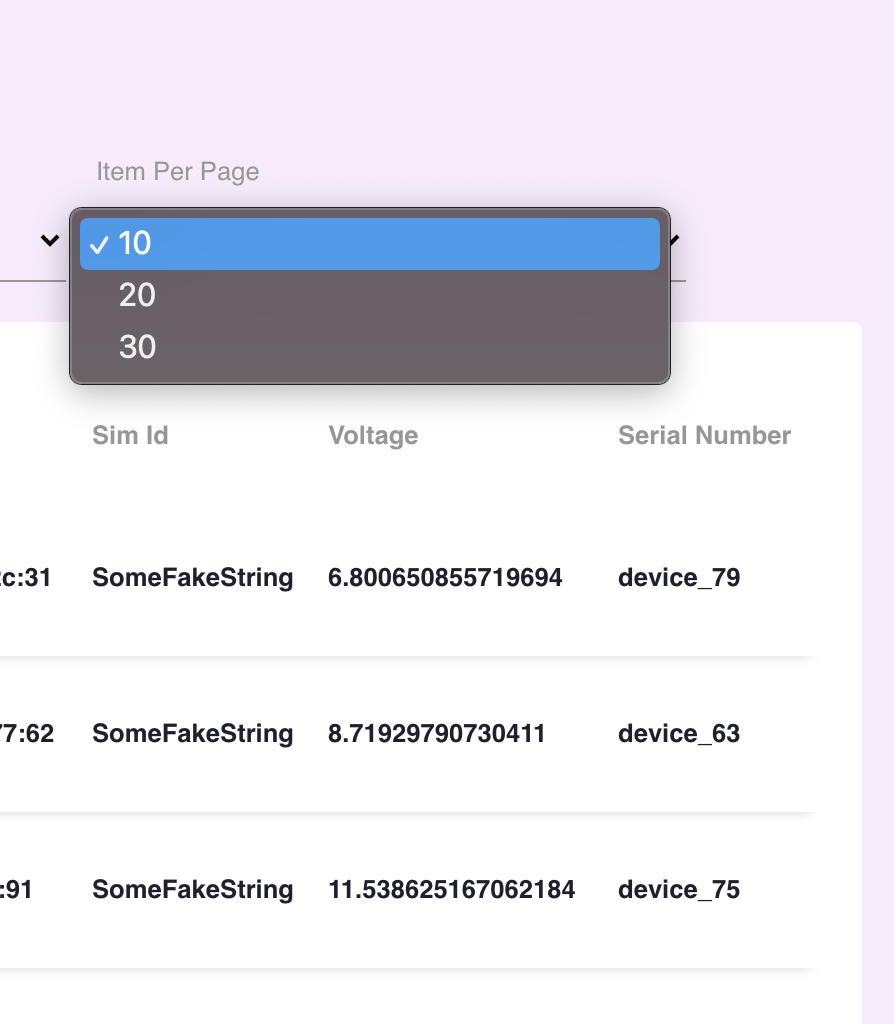 Item Per Page
10
20
30
Sim Id Voltage Serial Number
c:31 SomeFakeString 6.800650855719694 device_79
77:62 SomeFakeString 8.71929790730411 device_63
:91 SomeFakeString 11.538625167062184 device_75